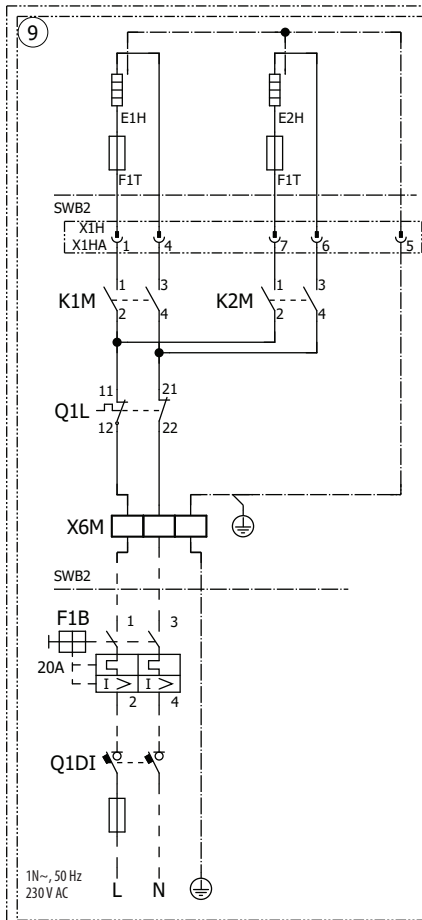 9
E1H
E2H
F1T
F1T
SWB2
X1H
X1HA 1 4 7 6 5
1 3 1 3
K1M K2M
2 4 2 4
11 21
Q1L
12 22
X6M
SWB2
F1B 1 3
20A
I > I >
2 4
Q1DI
1N~, 50 Hz
230 V AC L N